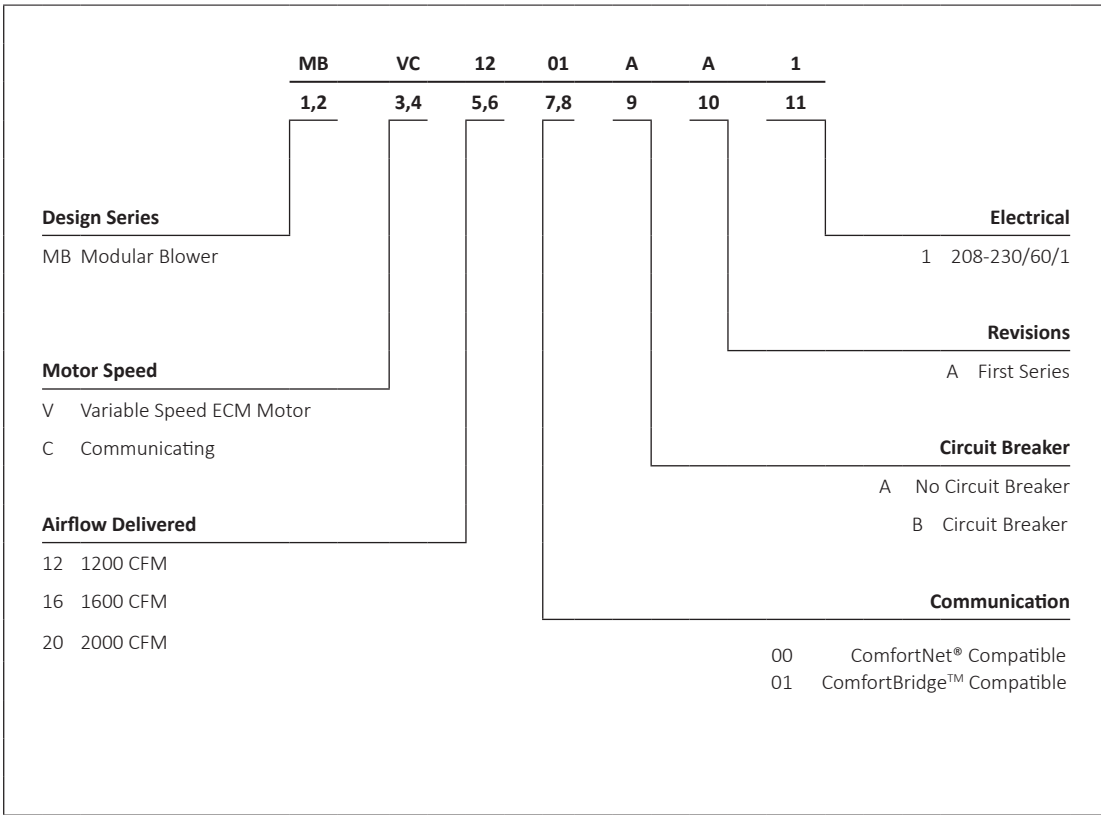 MB VC 12 01 A A 1
1,2 3,4 5,6 7,8 9 10 11
Design Series
MB Modular Blower
Motor Speed
V Variable Speed ECM Motor
C Communicating
Airflow Delivered
12 1200 CFM
16 1600 CFM
20 2000 CFM
Electrical
1 208-230/60/1
Revisions
A First Series
Circuit Breaker
A No Circuit Breaker
B Circuit Breaker
Communication
00 ComfortNet® Compatible
01 ComfortBridge™ Compatible